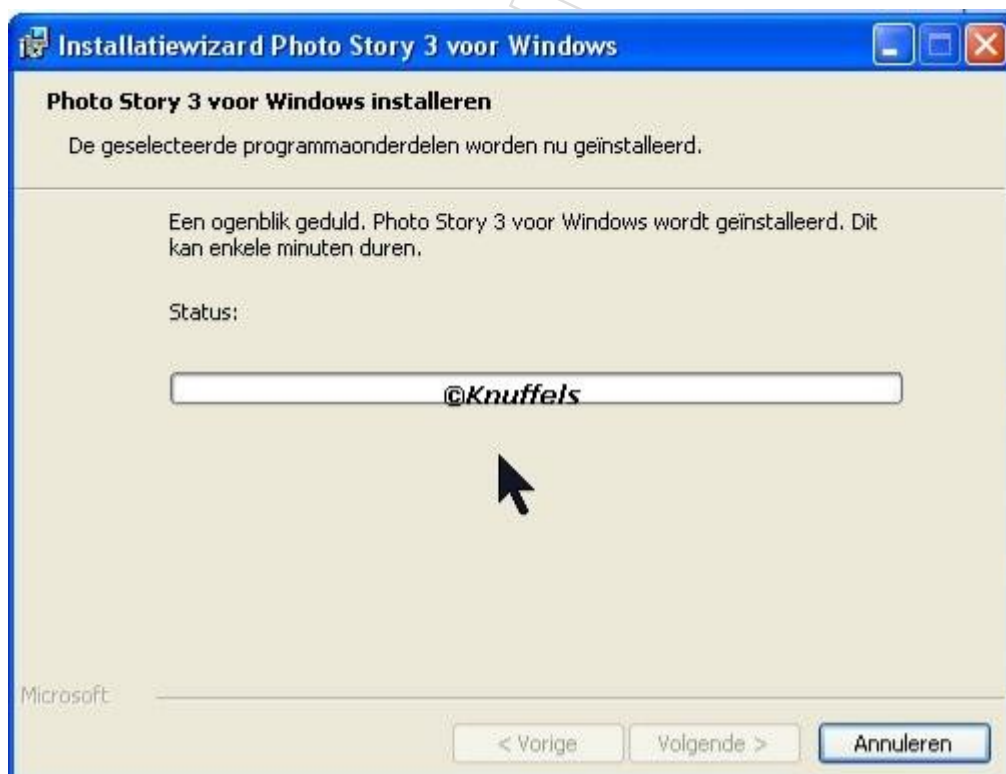 Installatiewizard Photo Story 3 voor Windows
Photo Story 3 voor Windows installeren
De geselecteerde programmaonderdelen worden nu geïnstalleerd.
Een ogenblik geduld. Photo Story 3 voor Windows wordt geïnstalleerd. Dit
kan enkele minuten duren.
Status:
©Knuffels
Microsoft
< Vorige
Volgende >
Annuleren